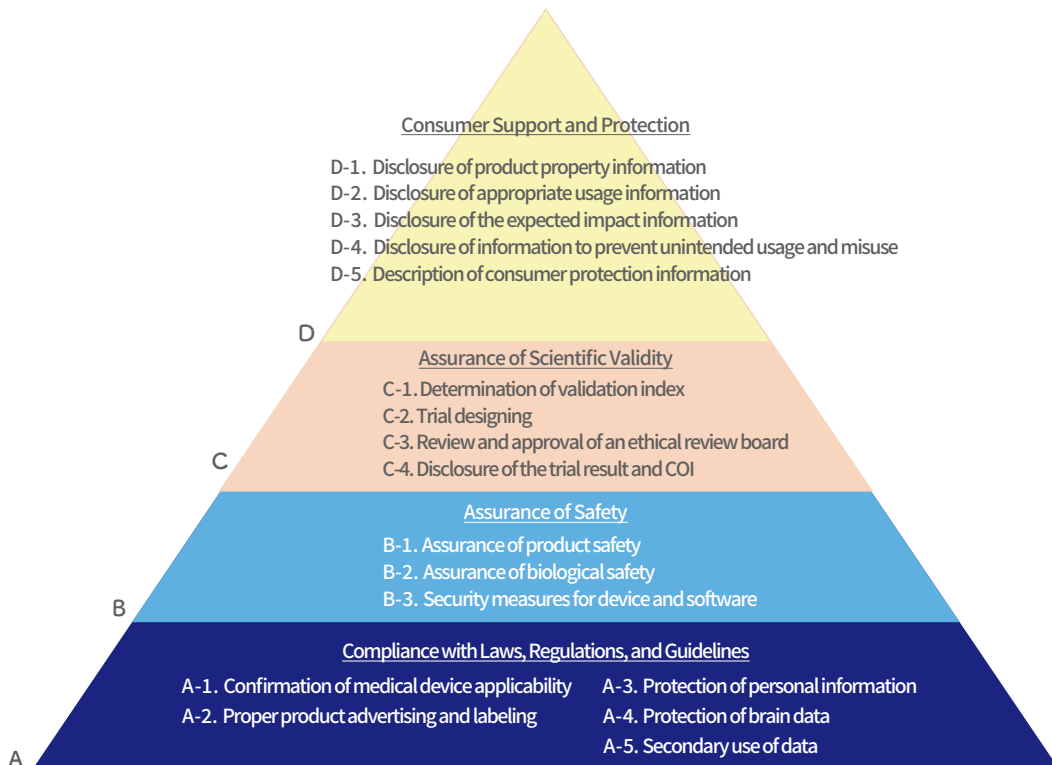 Consumer Support and Protection
D-1. Disclosure of product property information
D-2. Disclosure of appropriate usage information
D-3. Disclosure of the expected impact information
D-4. Disclosure of information to prevent unintended usage and misuse
D-5. Description of consumer protection information
D
Assurance of Scientific Validity
C-1. Determination of validation index
C-2. Trial designing
C-3. Review and approval of an ethical review board
C-4. Disclosure of the trial result and COI
C
Assurance of Safety
B-1. Assurance of product safety
B-2. Assurance of biological safety
B-3. Security measures for device and software
B
Compliance with Laws, Regulations, and Guidelines
A-1. Confirmation of medical device applicability
A-2. Proper product advertising and labeling
A-3. Protection of personal information
A-4. Protection of brain data
A-5. Secondary use of data
A